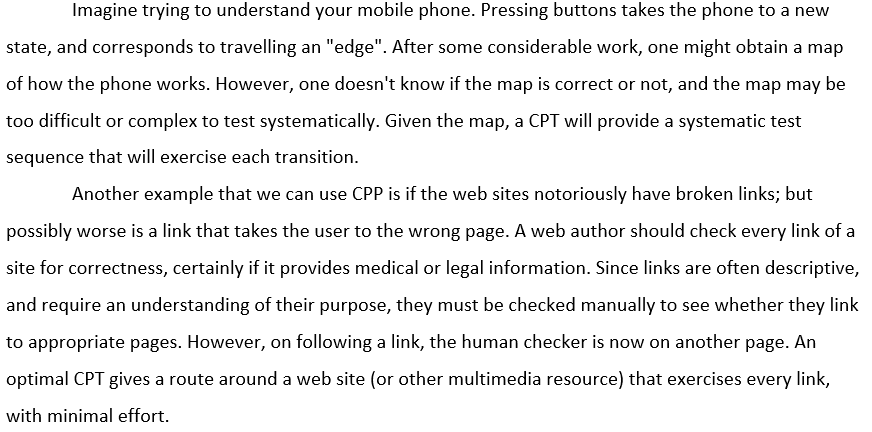 Imagine trying to understand your mobile phone. Pressing buttons takes the phone to a new
state, and corresponds to travelling an "edge". After some considerable work, one might obtain a map
of how the phone works. However, one doesn't know if the map is correct or not, and the map may be
too difficult or complex to test systematically. Given the map, a CPT will provide a systematic test
sequence that will exercise each transition.
Another example that we can use CPP is if the web sites notoriously have broken links; but
possibly worse is a link that takes the user to the wrong page. A web author should check every link of a
site for correctness, certainly if it provides medical or legal information. Since links are often descriptive,
and require an understanding of their purpose, they must be checked manually to see whether they link
to appropriate pages. However, on following a link, the human checker is now on another page. An
optimal CPT gives a route around a web site (or other multimedia resource) that exercises every link,
with minimal effort.